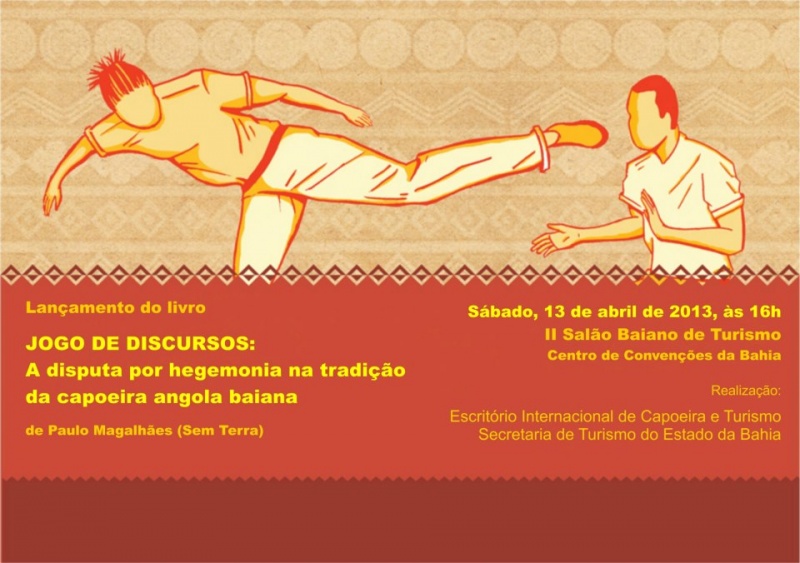 Lançamento do livro
JOGO DE DISCURSOS:
A disputa por hegemonia na tradição
da capoeira angola baiana
de Paulo Magalhães (Sem Terra)
Sábado, 13 de abril de 2013, às 16h
II Salão Baiano de Turismo
Centro de Convenções da Bahia
Realização:
Escritório Internacional de Capoeira e Turismo
Secretaria de Turismo do Estado da Bahia